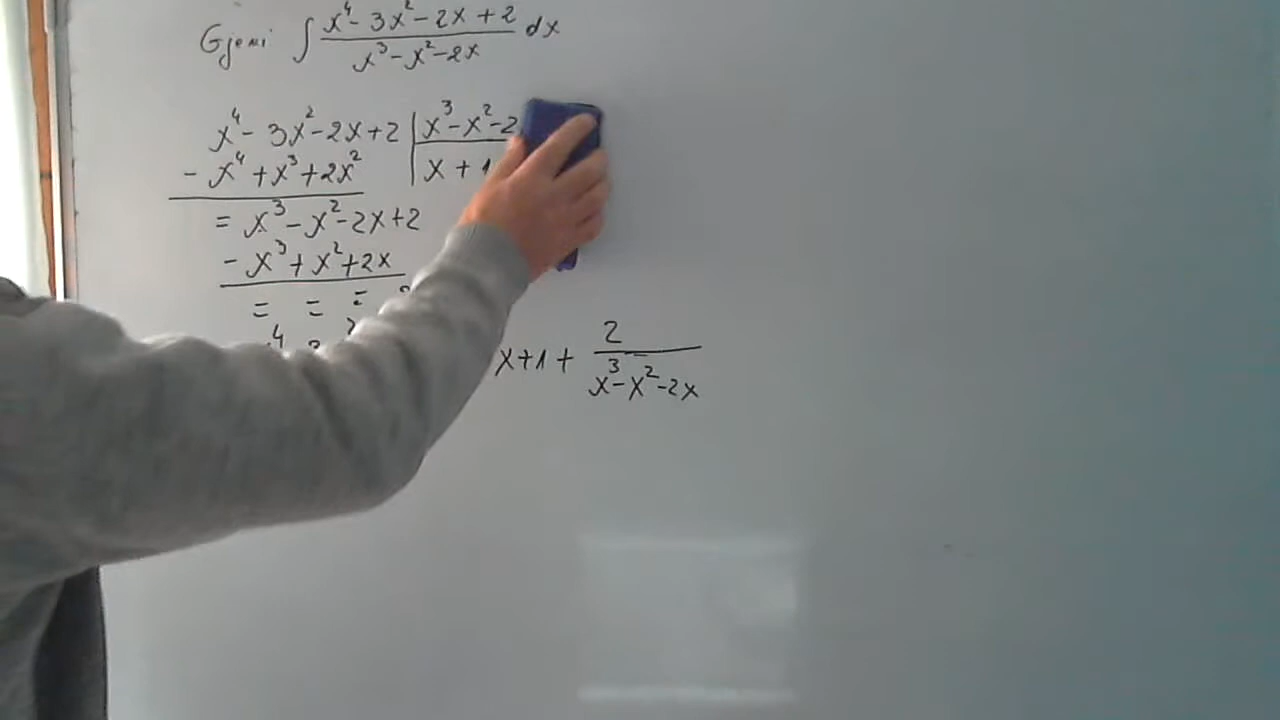 Gjeni ∫ x⁴ - 3x² - 2x + 2 / x³ - x² - 2x dx
x⁴ - 3x² - 2x + 2 | x³ - x² - 2
- x⁴ + x³ + 2x² | x + 1
= x³ - x² - 2x + 2
- x³ + x² + 2x
= = =
x + 1 + 2 / x³ - x² - 2x